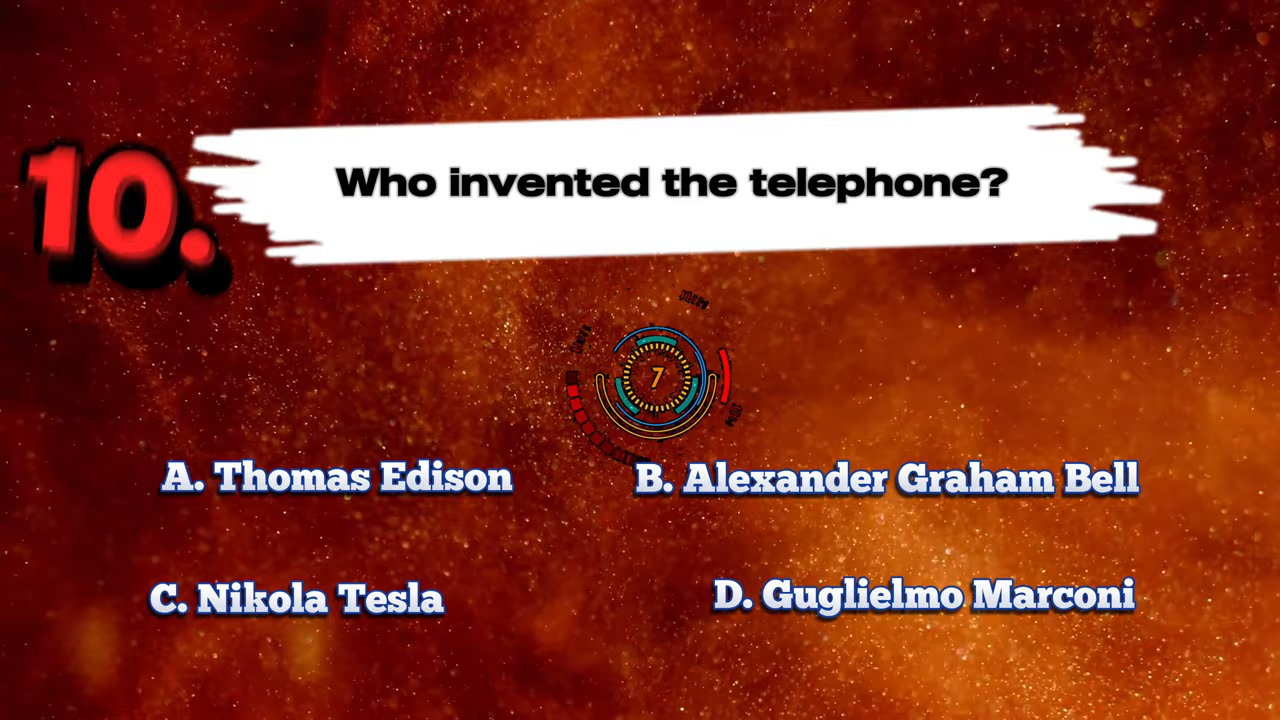 10.
Who invented the telephone?
7
A. Thomas Edison
B. Alexander Graham Bell
C. Nikola Tesla
D. Guglielmo Marconi